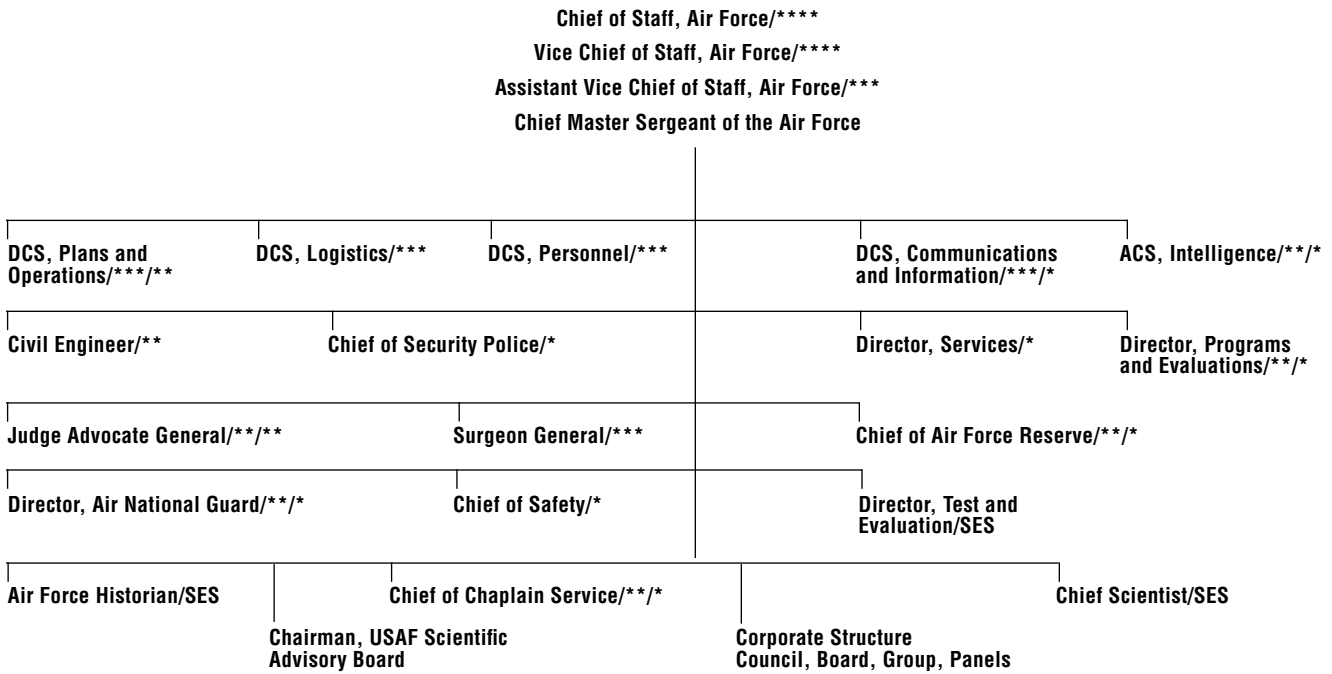 Chief of Staff, Air Force/****
Vice Chief of Staff, Air Force/****
Assistant Vice Chief of Staff, Air Force/***
Chief Master Sergeant of the Air Force
DCS, Plans and
Operations/***/**
DCS, Logistics/***
DCS, Personnel/***
DCS, Communications
and Information/***/*
ACS, Intelligence/**/*
Civil Engineer/**
Chief of Security Police/*
Director, Services/*
Director, Programs
and Evaluations/**/*
Judge Advocate General/**/**
Surgeon General/***
Chief of Air Force Reserve/**/*
Director, Air National Guard/**/*
Chief of Safety/*
Director, Test and
Evaluation/SES
Air Force Historian/SES
Chairman, USAF Scientific
Advisory Board
Chief of Chaplain Service/**/*
Corporate Structure
Council, Board, Group, Panels
Chief Scientist/SES